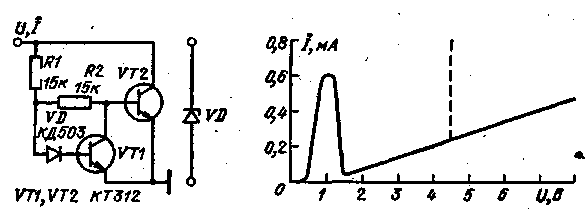 U, I
R1
15к
R2
15к
VT2
VD
КД503
VT1
VT1, VT2 КТ312
VD
0,8
I, мА
0,6
0,4
0,2
0
1 2 3 4 5 6 U, В